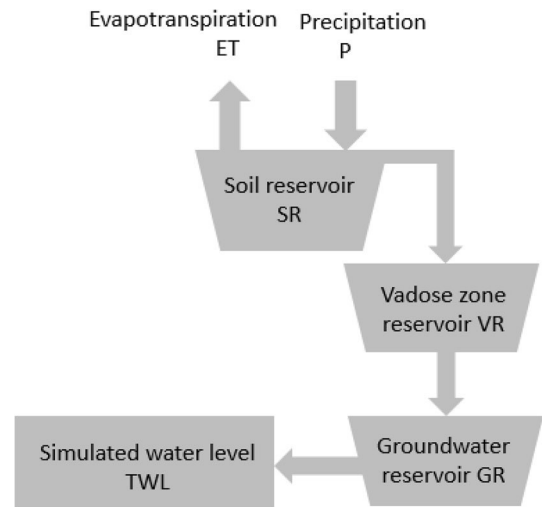 Evapotranspiration
ET
Precipitation
P
Soil reservoir
SR
Vadose zone
reservoir VR
Groundwater
reservoir GR
Simulated water level
TWL